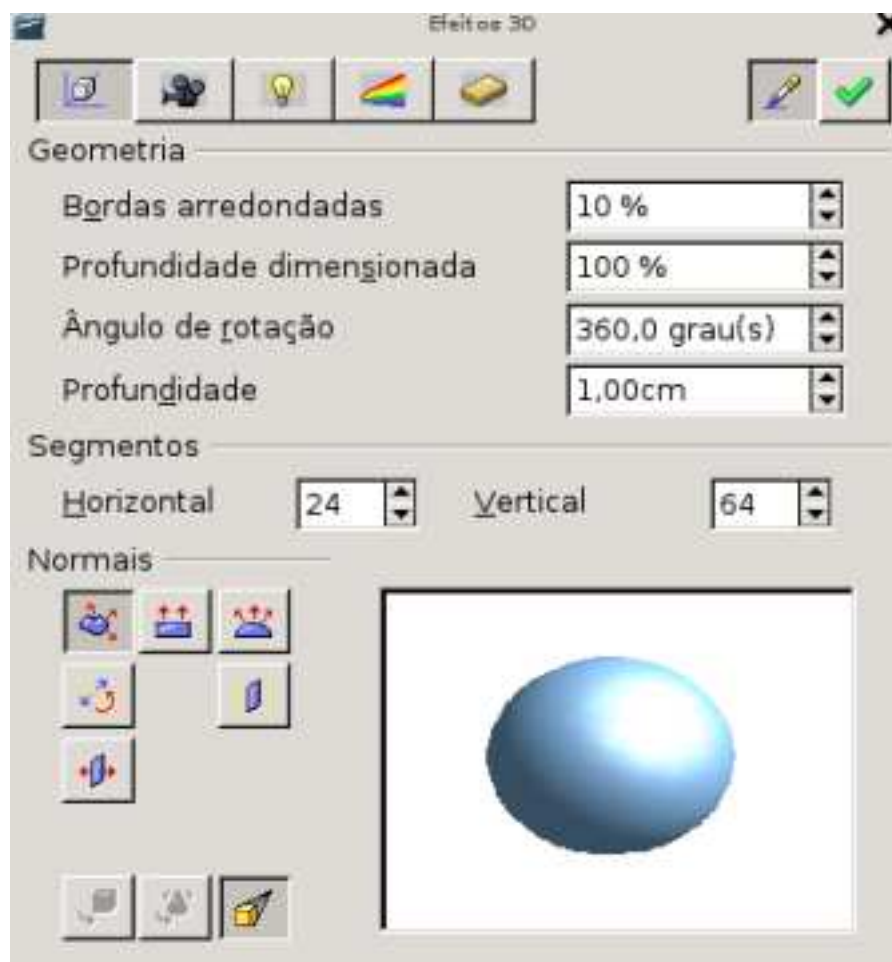 Efeitos 3D
Geometria
Bordas arredondadas 10 %
Profundidade dimensionada 100 %
Ângulo de rotação 360,0 grau(s)
Profundidade 1,00cm
Segmentos
Horizontal 24 Vertical 64
Normais